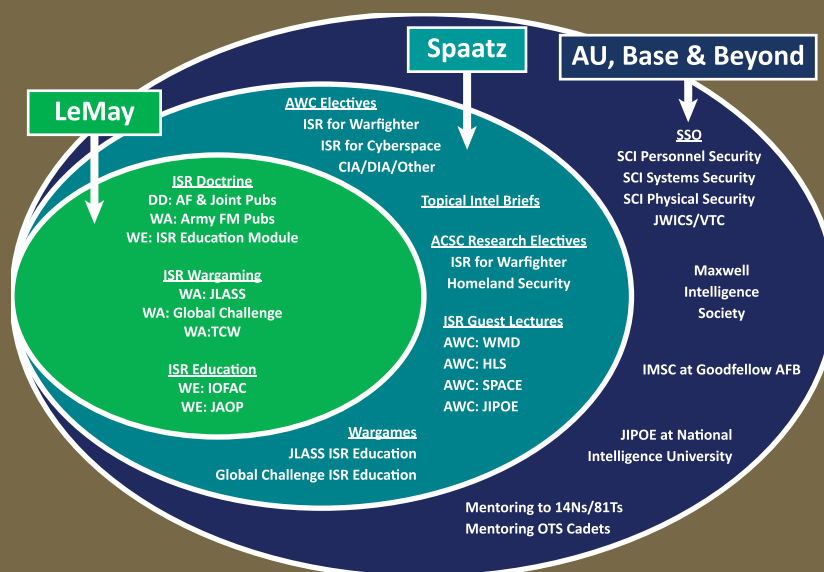 LeMay
Spaatz
AU, Base & Beyond
ISR Doctrine
DD: AF & Joint Pubs
WA: Army FM Pubs
WE: ISR Education Module
ISR Wargaming
WA: JLASS
WA: Global Challenge
WA:TCW
ISR Education
WE: IOFAC
WE: JAOP
AWC Electives
ISR for Warfighter
ISR for Cyberspace
CIA/DIA/Other
Topical Intel Briefs
ACSC Research Electives
ISR for Warfighter
Homeland Security
ISR Guest Lectures
AWC: WMD
AWC: HLS
AWC: SPACE
AWC: JIPOE
Wargames
JLASS ISR Education
Global Challenge ISR Education
SSO
SCI Personnel Security
SCI Systems Security
SCI Physical Security
JWICS/VTC
Maxwell
Intelligence
Society
IMSC at Goodfellow AFB
JIPOE at National
Intelligence University
Mentoring to 14Ns/81Ts
Mentoring OTS Cadets